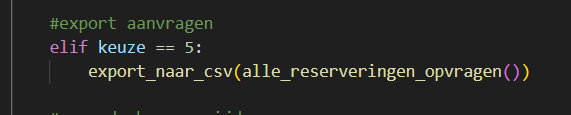 #export aanvragen
elif keuze == 5:
export_naar_csv(alle_reserveringen_opvragen())